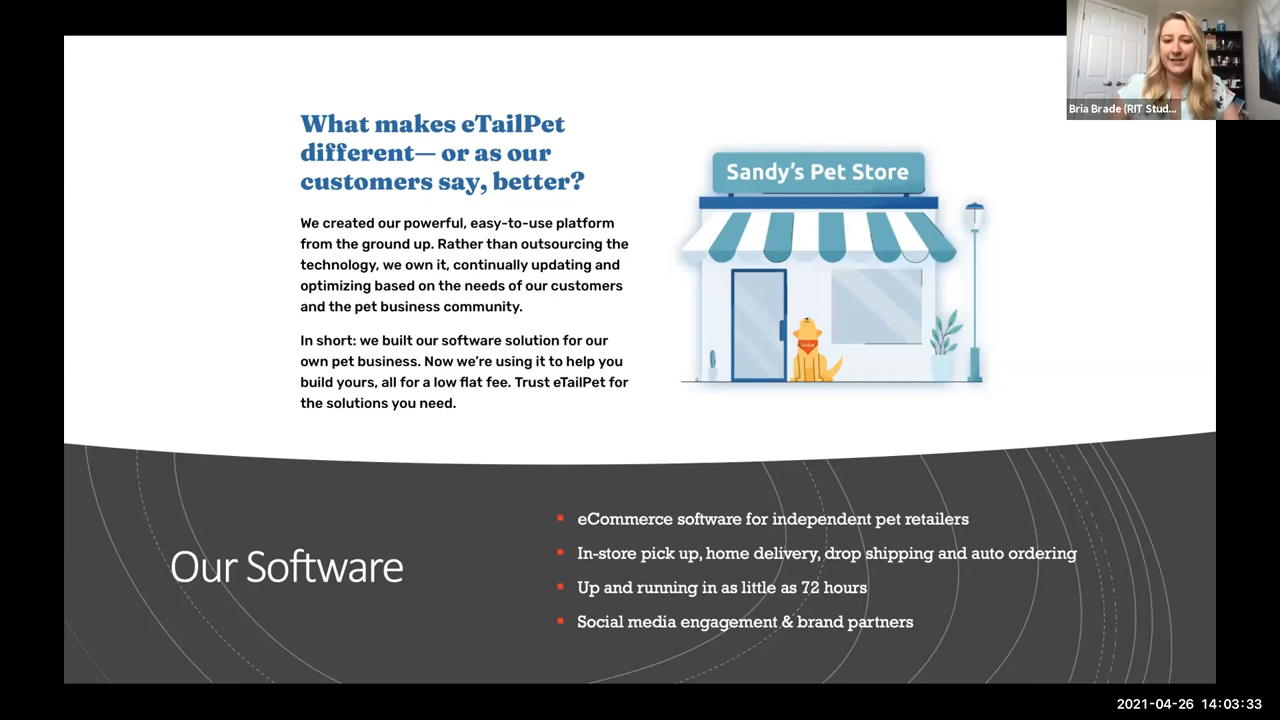 Bria Brade (RIT Stud...
What makes eTailPet
different— or as our
customers say, better?
We created our powerful, easy-to-use platform
from the ground up. Rather than outsourcing the
technology, we own it, continually updating and
optimizing based on the needs of our customers
and the pet business community.
In short: we built our software solution for our
own pet business. Now we're using it to help you
build yours, all for a low flat fee. Trust eTailPet for
the solutions you need.
Sandy's Pet Store
Our Software
eCommerce software for independent pet retailers
In-store pick up, home delivery, drop shipping and auto ordering
Up and running in as little as 72 hours
Social media engagement & brand partners
2021-04-26 14:03:33